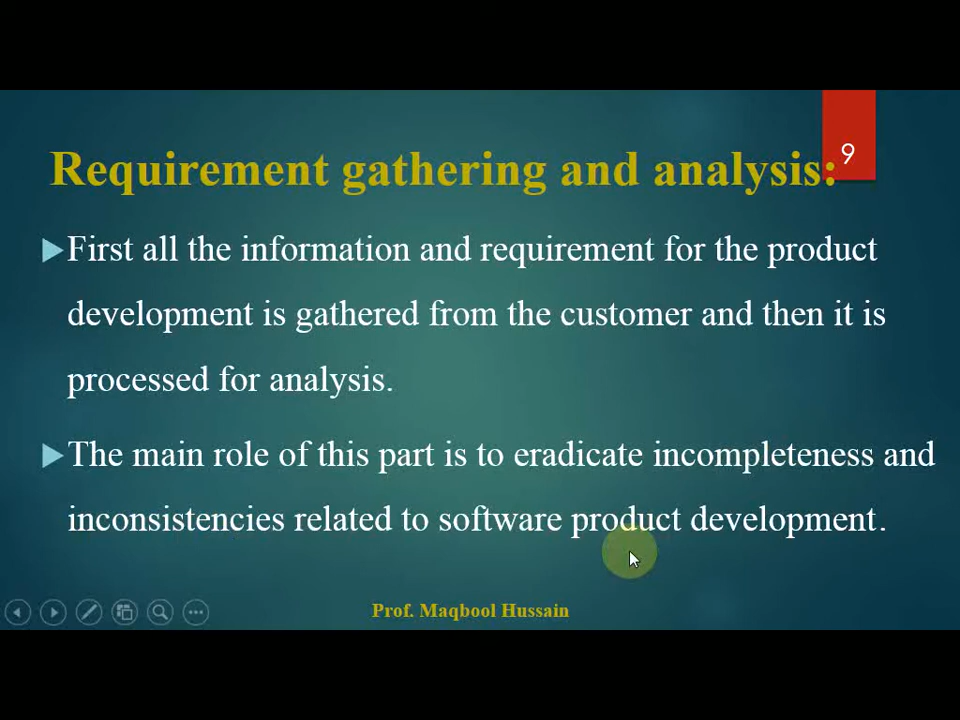 9
Requirement gathering and analysis:
First all the information and requirement for the product
development is gathered from the customer and then it is
processed for analysis.
The main role of this part is to eradicate incompleteness and
inconsistencies related to software product development.
Prof. Maqbool Hussain